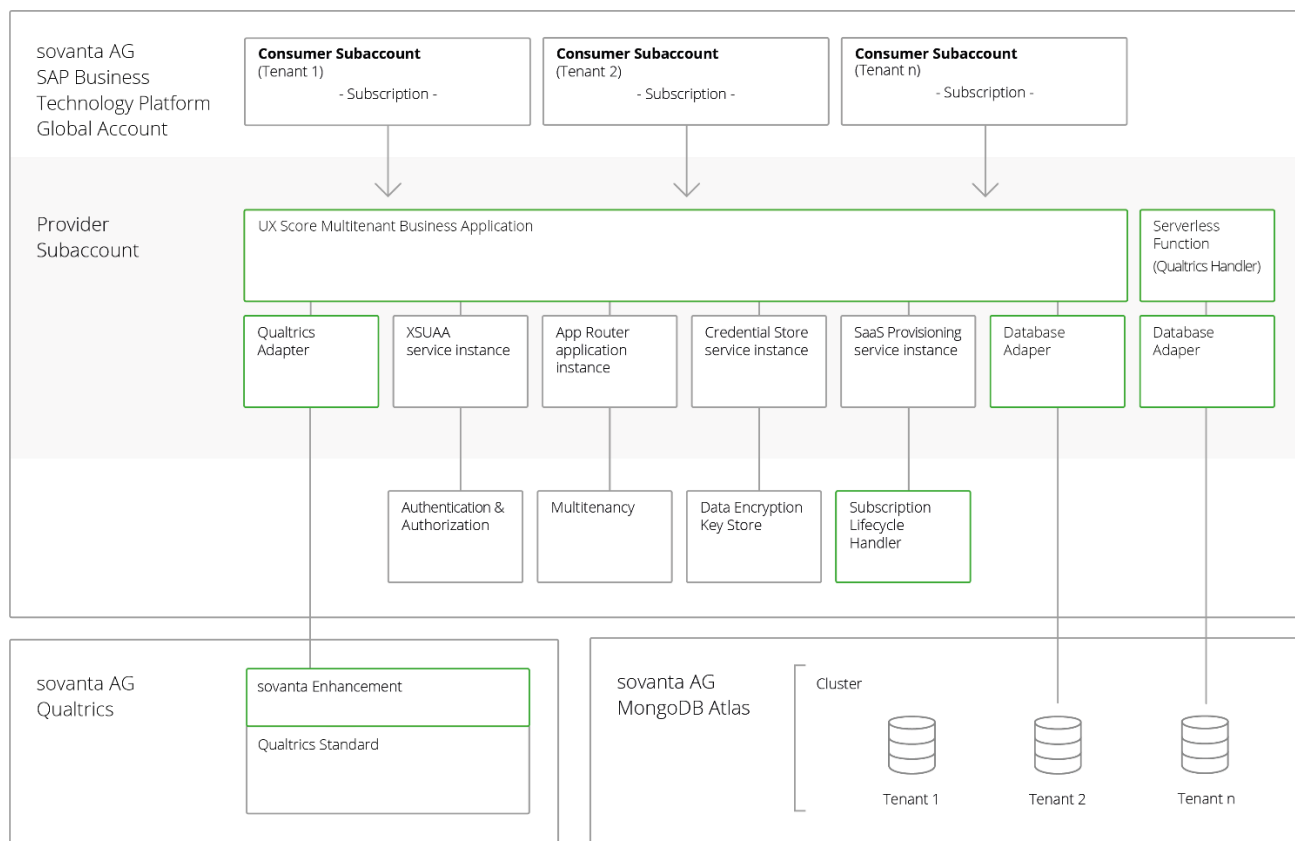 sovanta AG
SAP Business
Technology Platform
Global Account
Consumer Subaccount
(Tenant 1)
- Subscription -
Consumer Subaccount
(Tenant 2)
- Subscription -
Consumer Subaccount
(Tenant n)
- Subscription -
Provider
Subaccount
UX Score Multitenant Business Application
Serverless
Function
(Qualtrics Handler)
Qualtrics
Adapter
XSUAA
service instance
App Router
application
instance
Credential Store
service instance
SaaS Provisioning
service instance
Database
Adaper
Database
Adaper
Authentication &
Authorization
Multitenancy
Data Encryption
Key Store
Subscription
Lifecycle
Handler
sovanta AG
Qualtrics
sovanta Enhancement
Qualtrics Standard
sovanta AG
MongoDB Atlas
Cluster
Tenant 1
Tenant 2
Tenant n